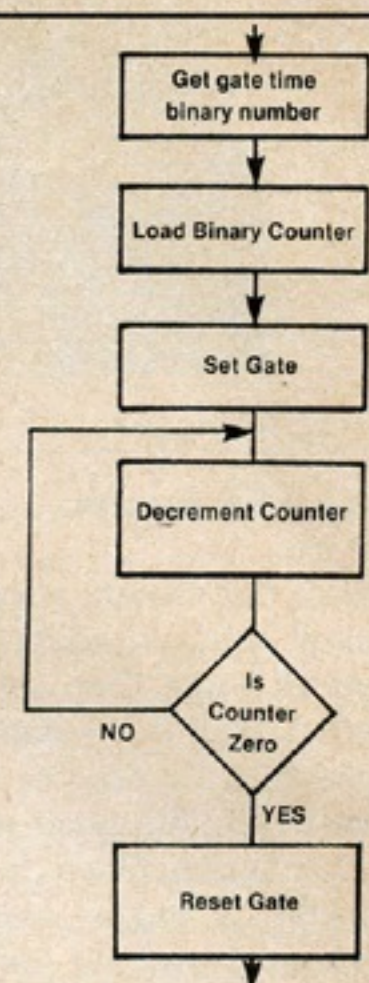 Get gate time
binary number
Load Binary Counter
Set Gate
Decrement Counter
Is
Counter
Zero
NO
YES
Reset Gate